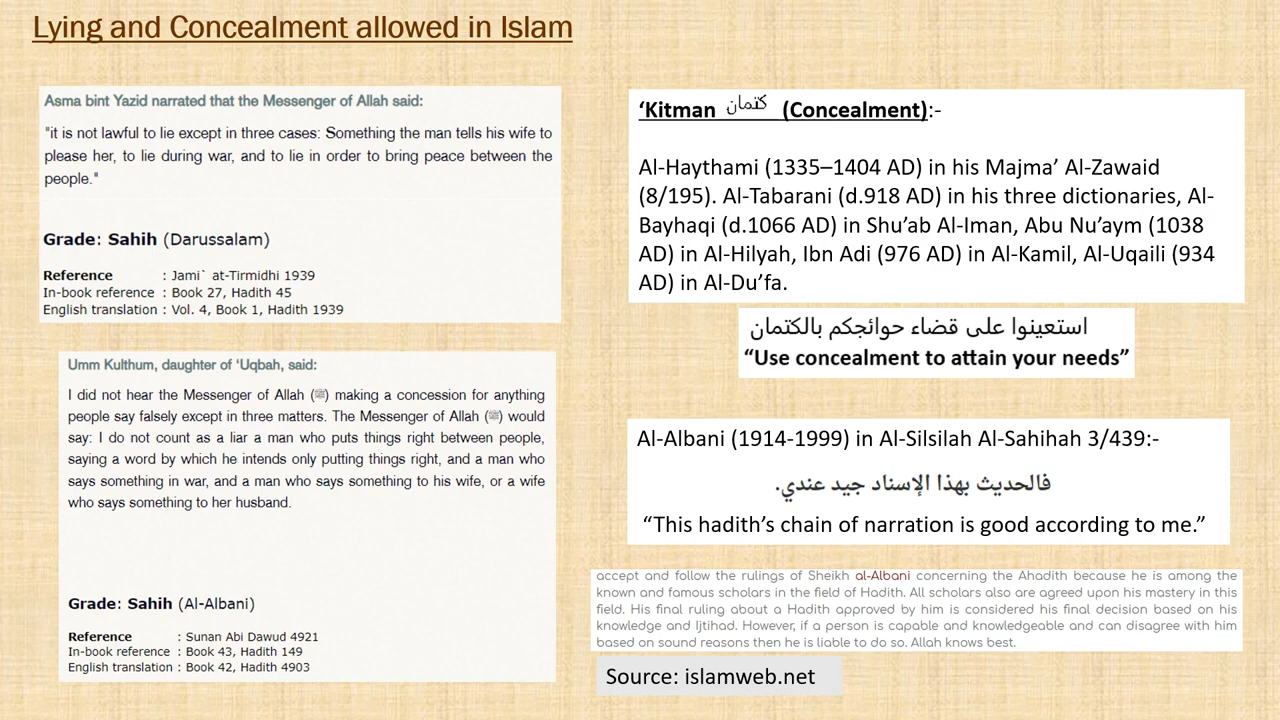 Lying and Concealment allowed in Islam
Asma bint Yazid narrated that the Messenger of Allah said:
"it is not lawful to lie except in three cases: Something the man tells his wife to
please her, to lie during war, and to lie in order to bring peace between the
people."
Grade: Sahih (Darussalam)
Reference : Jami` at-Tirmidhi 1939
In-book reference : Book 27, Hadith 45
English translation : Vol. 4, Book 1, Hadith 1939
Umm Kulthum, daughter of ‘Uqbah, said:
I did not hear the Messenger of Allah (ﷺ) making a concession for anything
people say falsely except in three matters. The Messenger of Allah (ﷺ) would
say: I do not count as a liar a man who puts things right between people,
saying a word by which he intends only putting things right, and a man who
says something in war, and a man who says something to his wife, or a wife
who says something to her husband.
Grade: Sahih (Al-Albani)
Reference : Sunan Abi Dawud 4921
In-book reference : Book 43, Hadith 149
English translation : Book 42, Hadith 4903
‘Kitman كتمان (Concealment):-
Al-Haythami (1335–1404 AD) in his Majma’ Al-Zawaid
(8/195). Al-Tabarani (d.918 AD) in his three dictionaries, Al-
Bayhaqi (d.1066 AD) in Shu’ab Al-Iman, Abu Nu’aym (1038
AD) in Al-Hilyah, Ibn Adi (976 AD) in Al-Kamil, Al-Uqaili (934
AD) in Al-Du’fa.
استعينوا على قضاء حوائجكم بالكتمان
“Use concealment to attain your needs”
Al-Albani (1914-1999) in Al-Silsilah Al-Sahihah 3/439:-
فالحديث بهذا الإسناد جيد عندي.
“This hadith’s chain of narration is good according to me.”
accept and follow the rulings of Sheikh al-Albani concerning the Ahadith because he is among the
known and famous scholars in the field of Hadith. All scholars also are agreed upon his mastery in this
field. His final ruling about a Hadith approved by him is considered his final decision based on his
knowledge and Ijtihad. However, if a person is capable and knowledgeable and can disagree with him
based on sound reasons then he is liable to do so. Allah knows best.
Source: islamweb.net